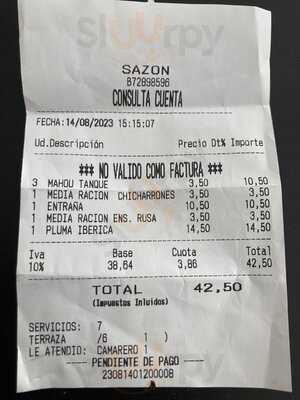 Sluurpy
SAZON
B72898596
CONSULTA CUENTA
FECHA:14/08/2023 15:15:07
Ud.Descripción Precio Dt% Importe
*** NO VALIDO COMO FACTURA ***
3 MAHOU TANQUE 3,50 10,50
1 MEDIA RACION CHICHARRONES 3,50 3,50
1 ENTRAÑA 10,50 10,50
1 MEDIA RACION ENS. RUSA 3,50 3,50
1 PLUMA IBERICA 14,50 14,50
Iva Base Cuota Total
10% 38,64 3,86 42,50
TOTAL 42,50
(Impuestos Inluidos)
SERVICIOS: 7
TERRAZA /6 1 )
LE ATENDIO: CAMARERO 1
---- PENDIENTE DE PAGO ----
23081401200008